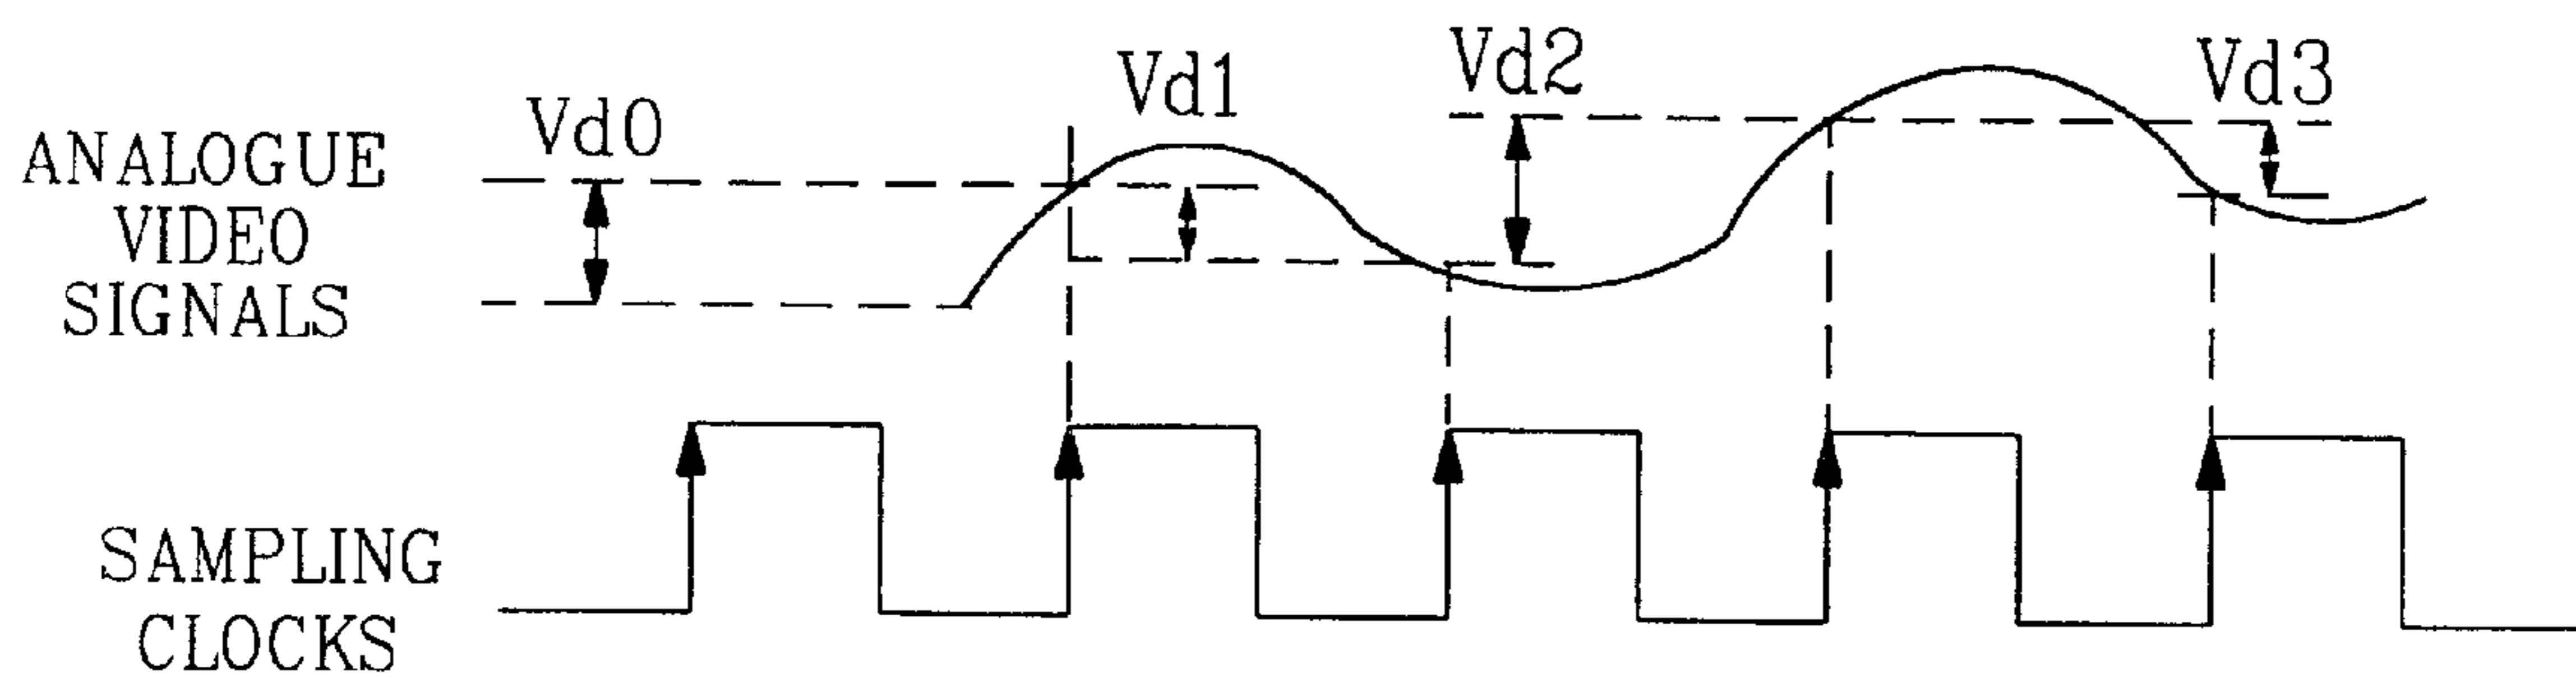 Vd0
Vd1
Vd2
Vd3
ANALOGUE
VIDEO
SIGNALS
SAMPLING
CLOCKS